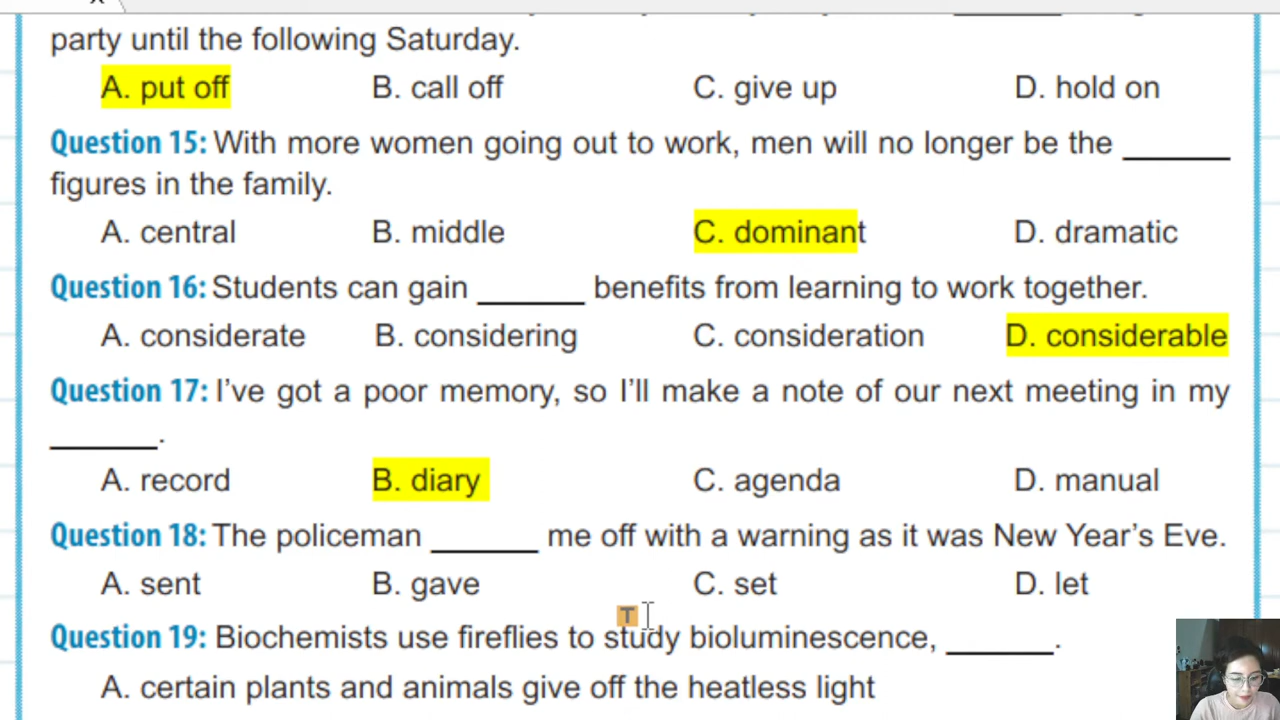 party until the following Saturday.
A. put off B. call off C. give up D. hold on
Question 15: With more women going out to work, men will no longer be the ______
figures in the family.
A. central B. middle C. dominant D. dramatic
Question 16: Students can gain ______ benefits from learning to work together.
A. considerate B. considering C. consideration D. considerable
Question 17: I’ve got a poor memory, so I’ll make a note of our next meeting in my
______.
A. record B. diary C. agenda D. manual
Question 18: The policeman ______ me off with a warning as it was New Year’s Eve.
A. sent B. gave C. set D. let
T
Question 19: Biochemists use fireflies to study bioluminescence, ______.
A. certain plants and animals give off the heatless light